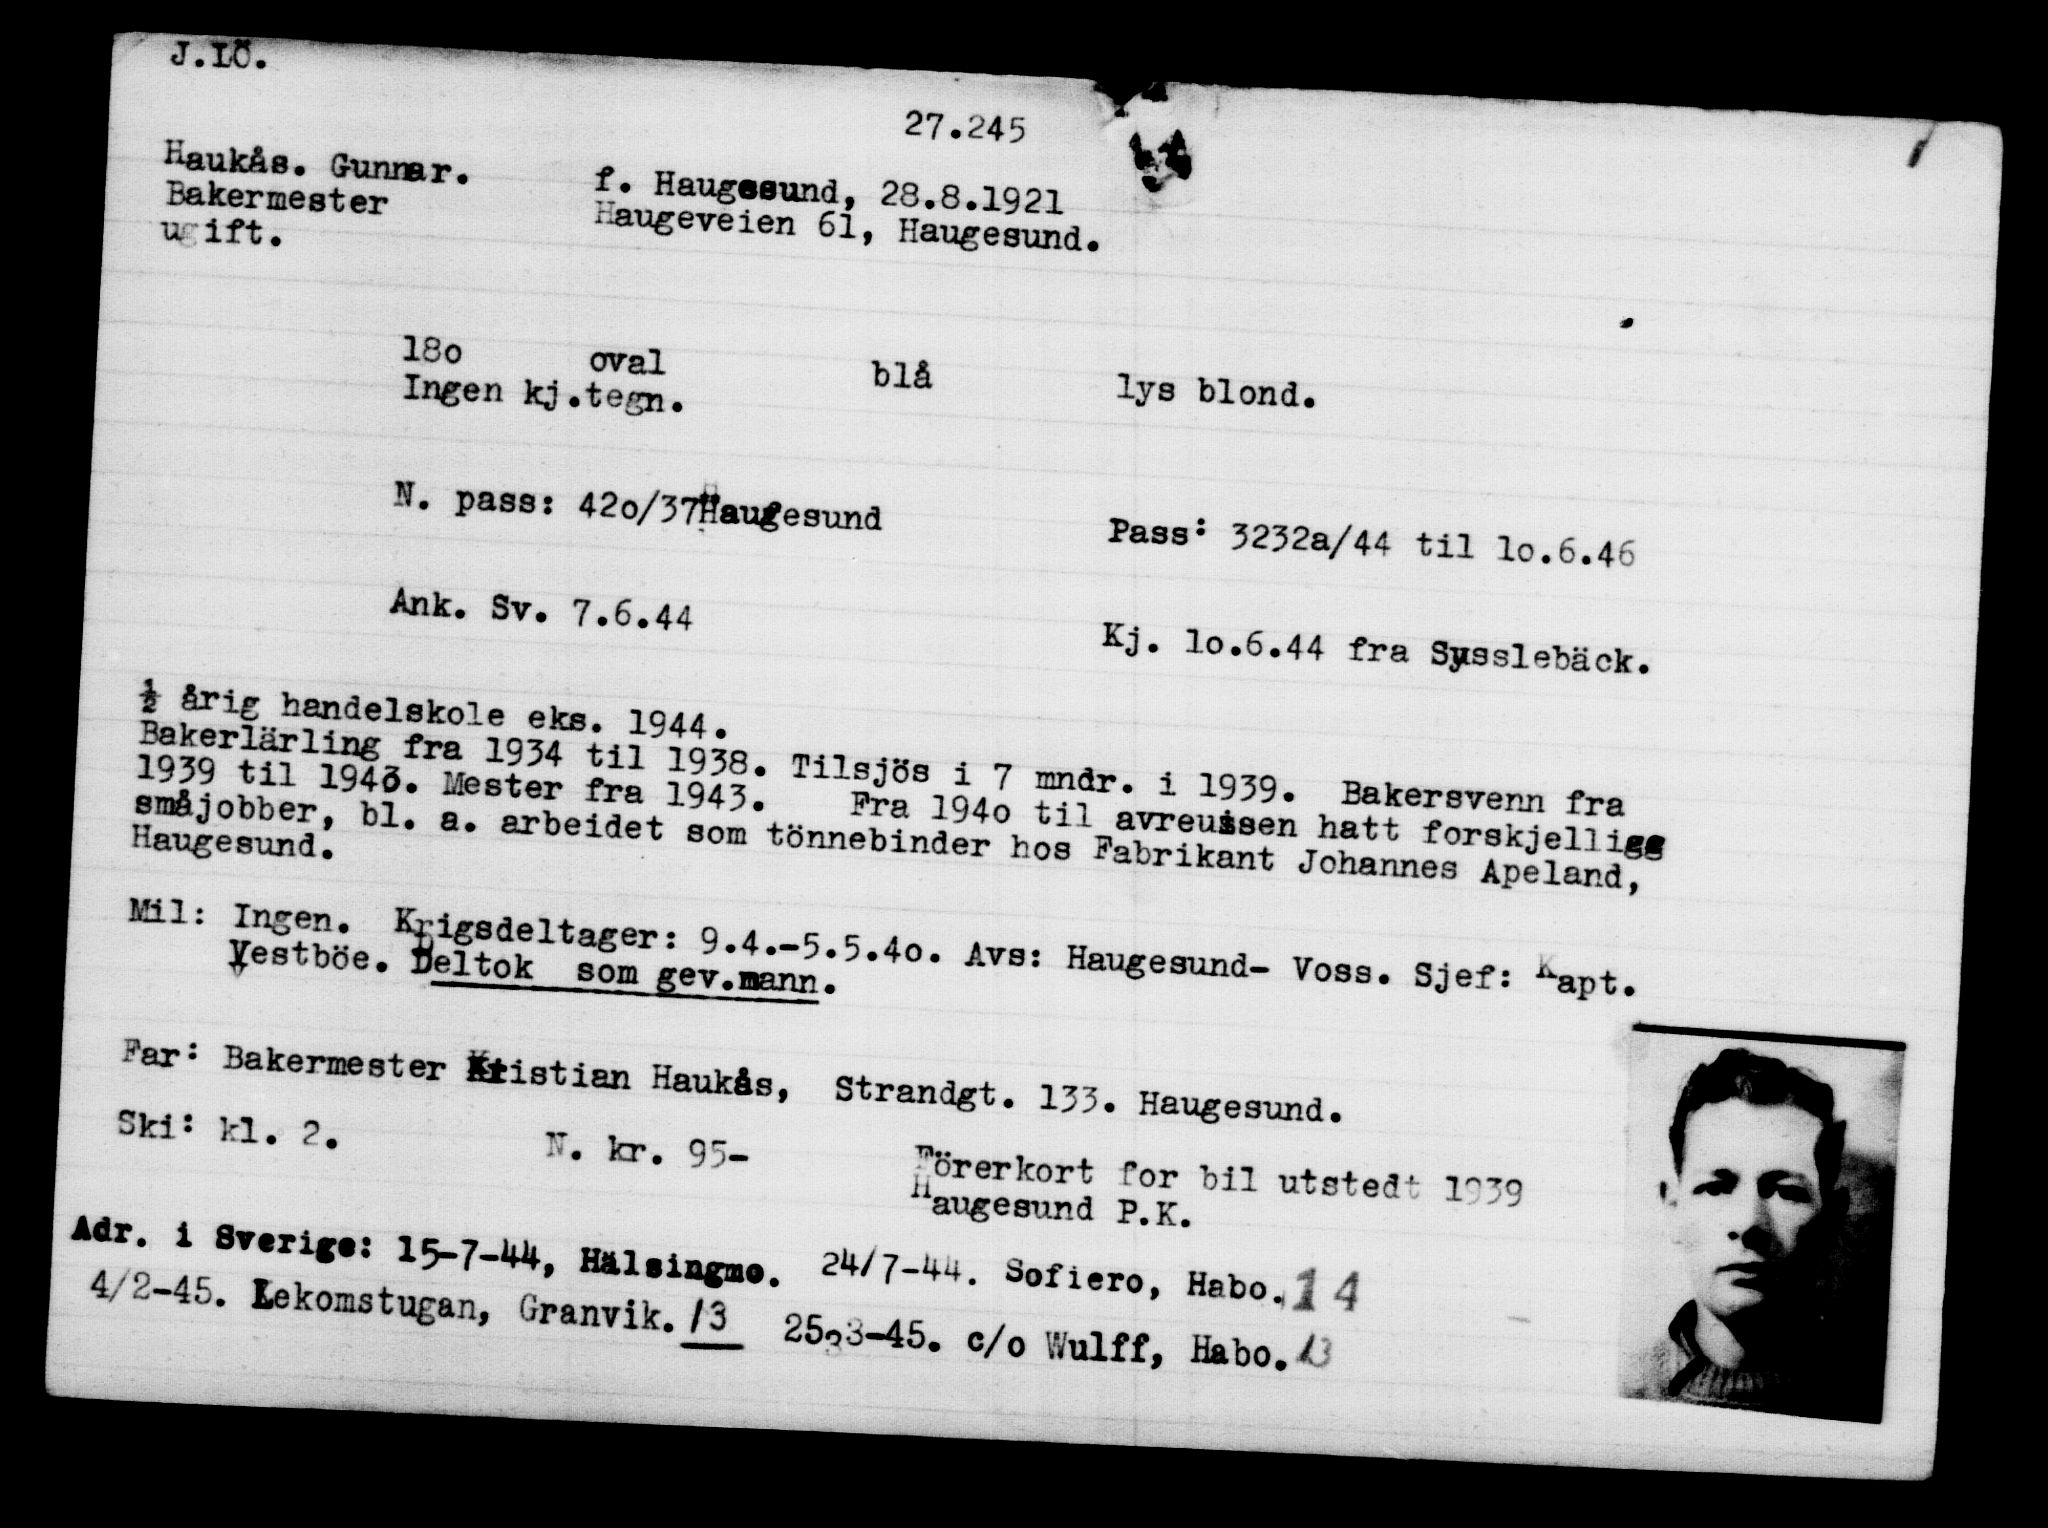 J.LÖ.
27.245
Haukås. Gunnar. f. Haugesund, 28.8.1921
Bakermester Haugeveien 61, Haugesund.
ugift.
18o oval blå lys blond.
Ingen kj.tegn.
N. pass: 42o/37 Haugesund Pass: 3232a/44 til lo.6.46
Ank. Sv. 7.6.44 Kj. lo.6.44 fra Sysslebäck.
½ årig handelskole eks. 1944.
Bakerlärling fra 1934 til 1938. Tilsjös i 7 mndr. i 1939. Bakersvenn fra
1939 til 1943. Mester fra 1943. Fra 194o til avreisen hatt forskjellige
småjobber, bl. a. arbeidet som tönnebinder hos Fabrikant Johannes Apeland,
Haugesund.
Mil: Ingen. Krigsdeltager: 9.4.-5.5.4o. Avs: Haugesund- Voss. Sjef: Kapt.
Vestböe. Deltok som gev.mann.
Far: Bakermester Kristian Haukås, Strandgt. 133. Haugesund.
Ski: kl. 2. N. kr. 95- Förerkort for bil utstedt 1939
Haugesund P.K.
Adr. i Sverige: 15-7-44, Hälsingmo. 24/7-44. Sofiero, Habo. 14
4/2-45. Lekomstugan, Granvik. 13 25-3-45. c/o Wulff, Habo. 13